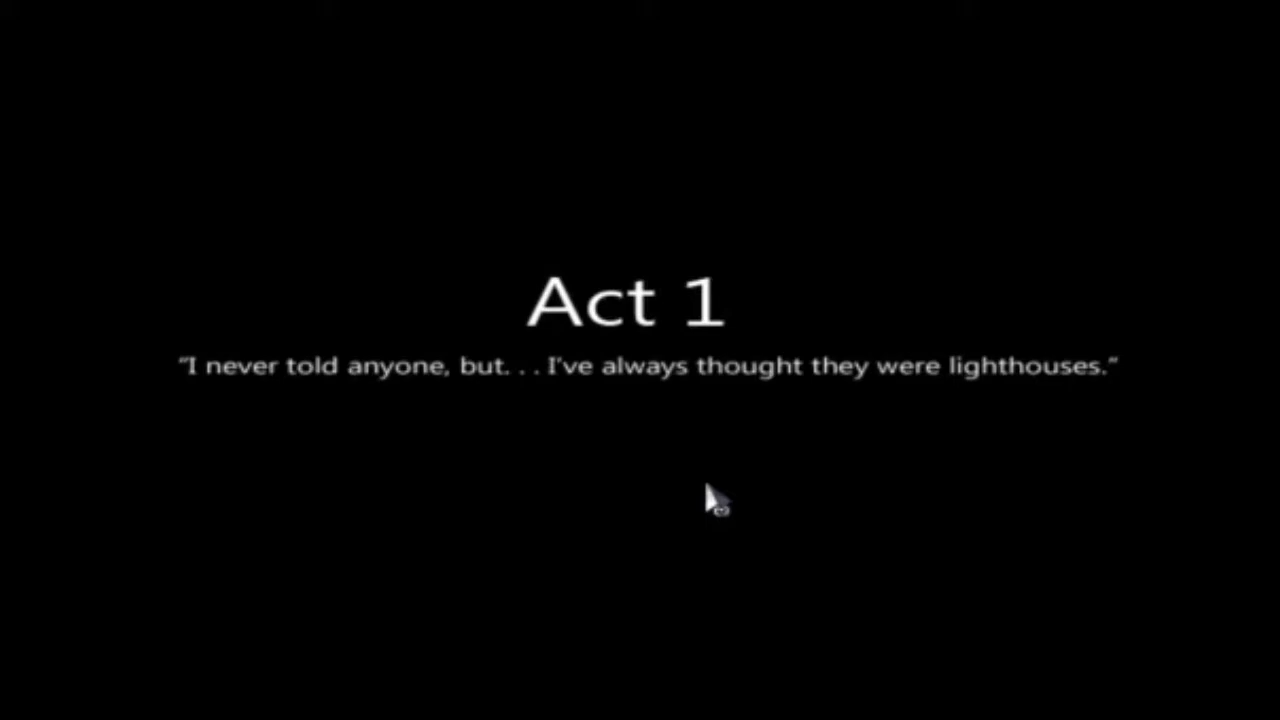 Act 1
“I never told anyone, but. . . I’ve always thought they were lighthouses.”